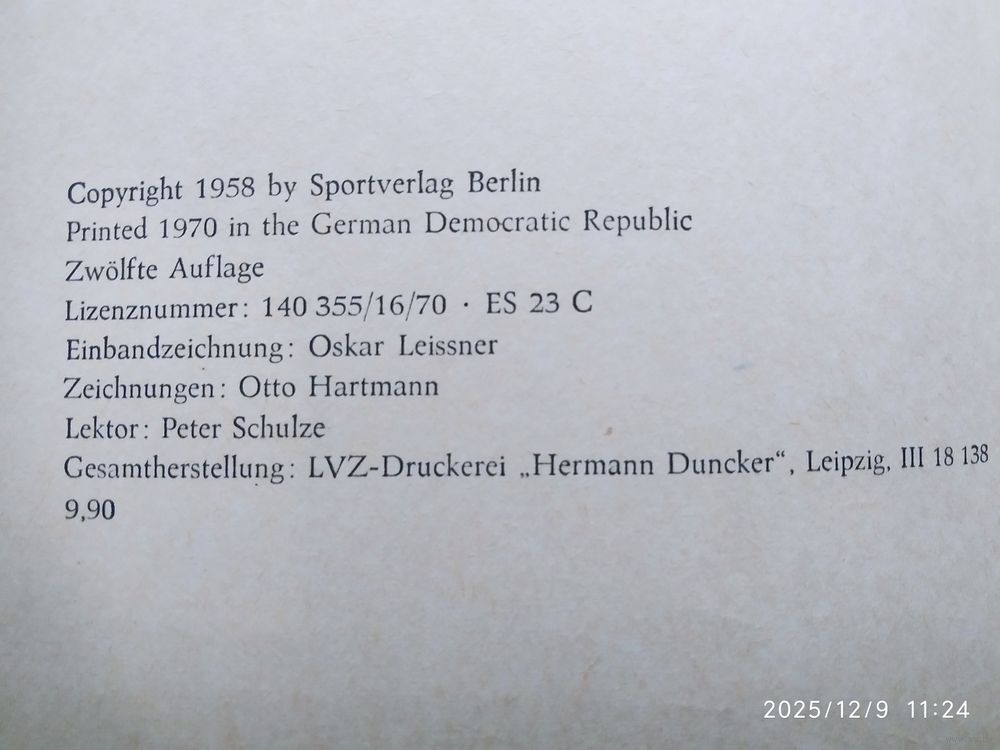 Copyright 1958 by Sportverlag Berlin
Printed 1970 in the German Democratic Republic
Zwölfte Auflage
Lizenznummer: 140 355/16/70 · ES 23 C
Einbandzeichnung: Oskar Leissner
Zeichnungen: Otto Hartmann
Lektor: Peter Schulze
Gesamtherstellung: LVZ-Druckerei „Hermann Duncker“, Leipzig, III 18 138
9,90
2025/12/9 11:24